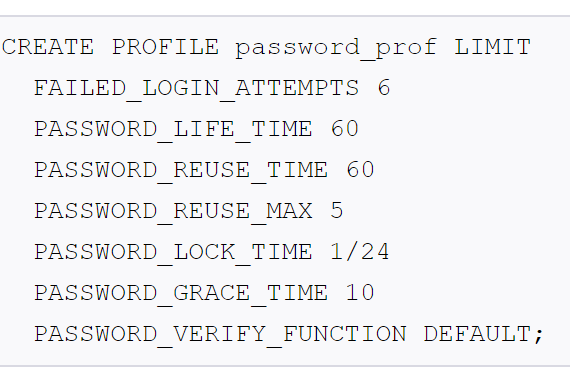 CREATE PROFILE password_prof LIMIT
FAILED_LOGIN_ATTEMPTS 6
PASSWORD_LIFE_TIME 60
PASSWORD_REUSE_TIME 60
PASSWORD_REUSE_MAX 5
PASSWORD_LOCK_TIME 1/24
PASSWORD_GRACE_TIME 10
PASSWORD_VERIFY_FUNCTION DEFAULT;